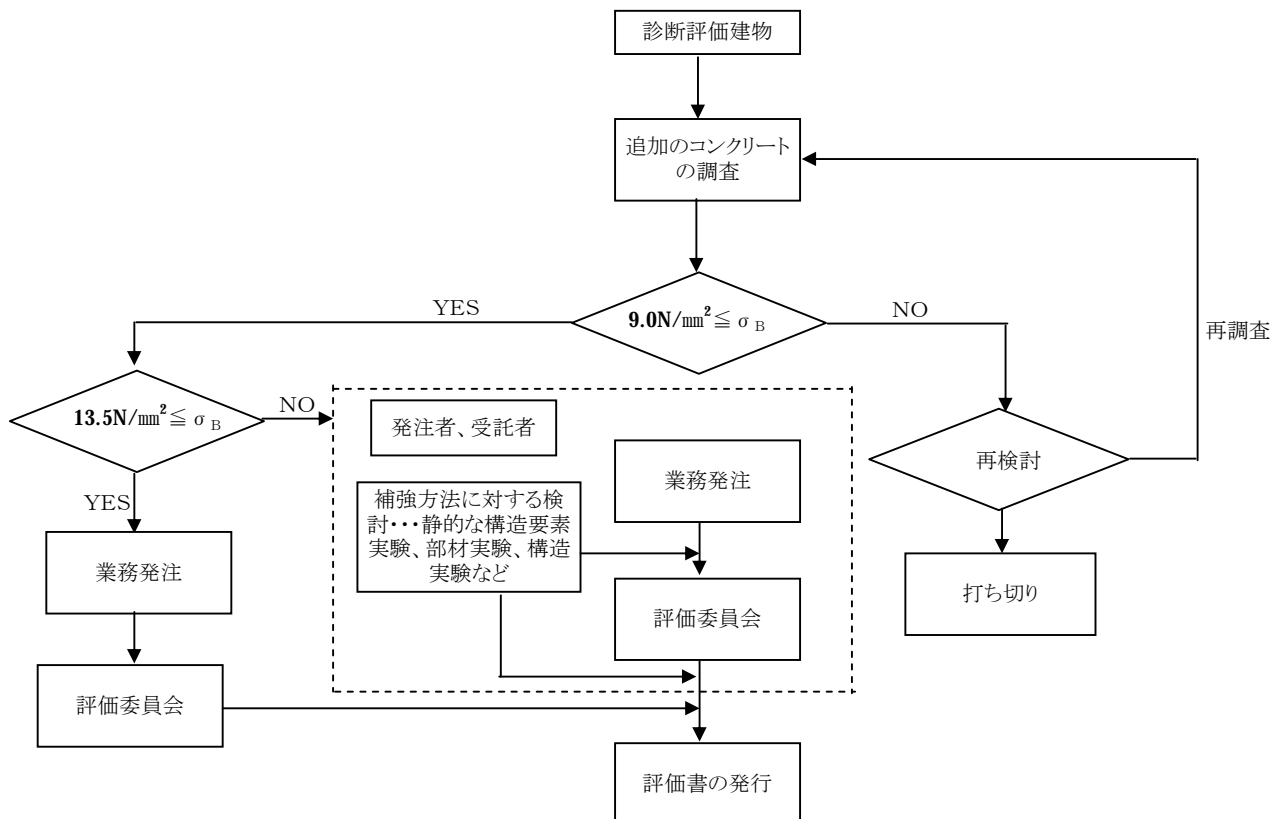 診断評価建物
追加のコンクリート
の調査
YES
9.0N/㎜²≦σB
NO
再調査
13.5N/㎜²≦σB
NO
発注者、受託者
再検討
業務発注
YES
補強方法に対する検
討・・・静的な構造要素
実験、部材実験、構造
実験など
業務発注
打ち切り
評価委員会
評価委員会
評価書の発行